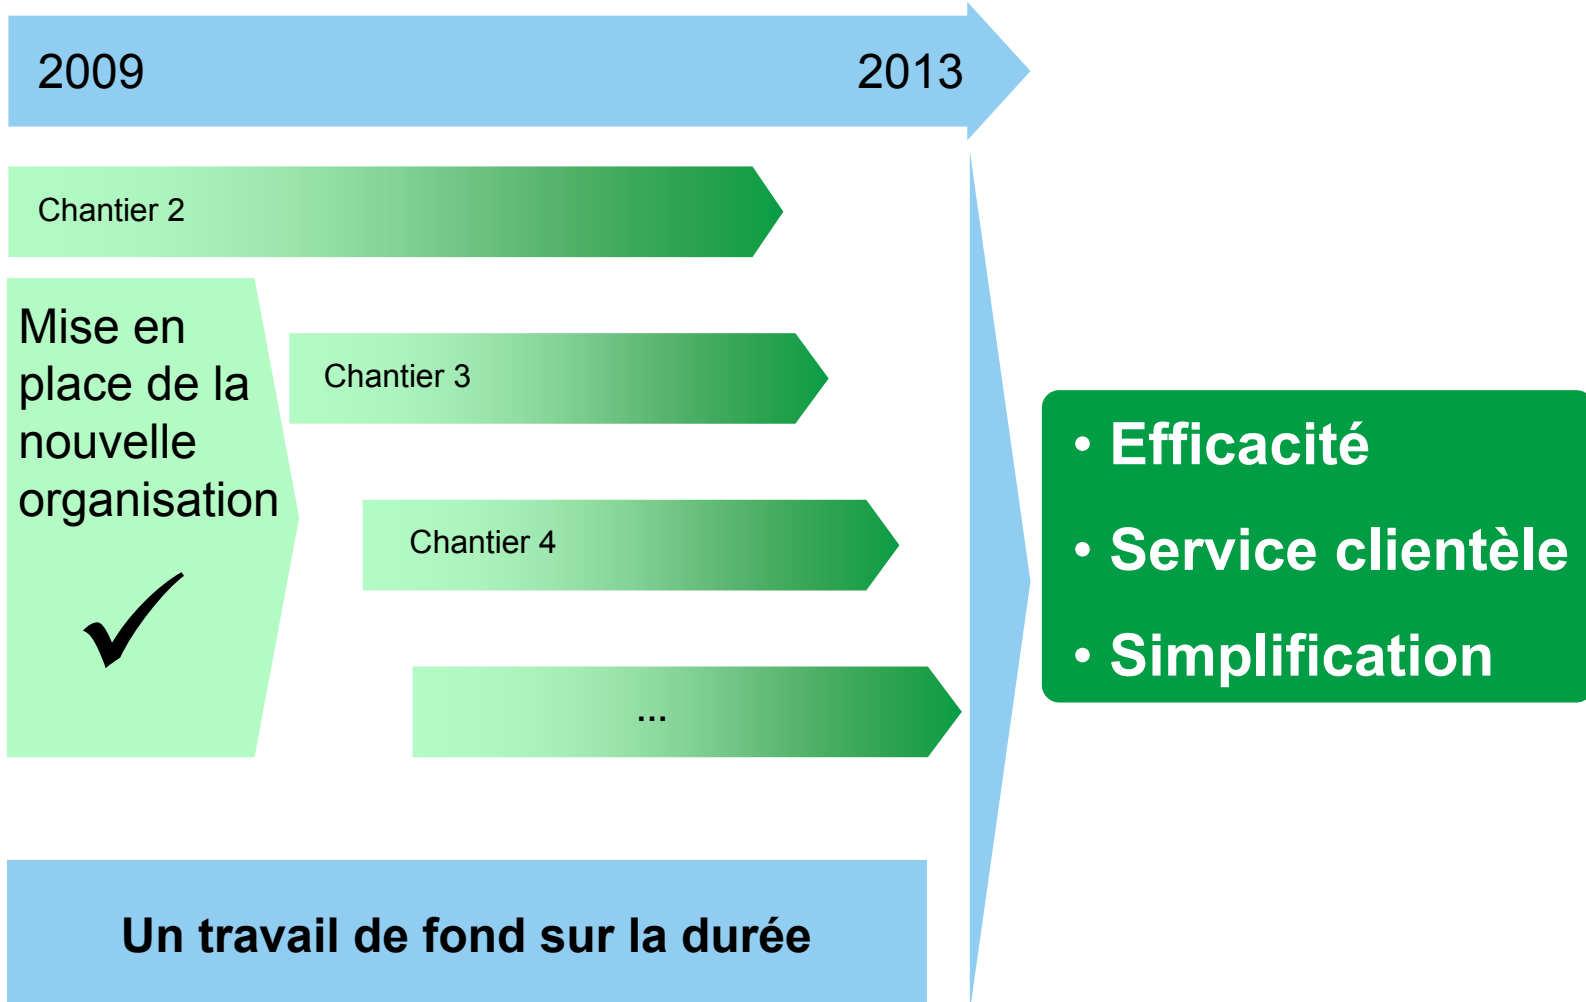 2009 2013
Chantier 2
Mise en
place de la
nouvelle
organisation
Chantier 3
Chantier 4
...
• Efficacité
• Service clientèle
• Simplification
Un travail de fond sur la durée